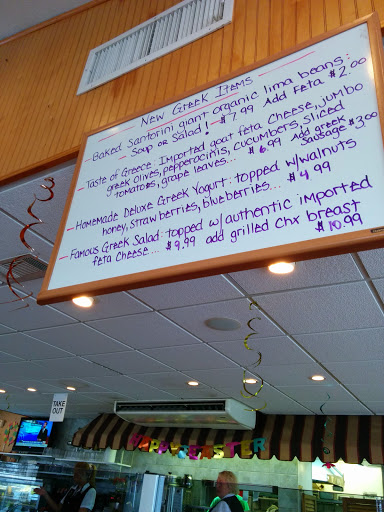 New Greek Items
- Baked Santorini giant organic lima beans:
Soup or Salad! $7.99 Add Feta $2.00
- Taste of Greece: Imported goat feta cheese, jumbo
greek olives, pepperocinis, cucumbers, sliced
tomatoes, grape leaves... $6.99 Add greek
Sausage $3.00
- Homemade Deluxe Greek Yogurt: topped w/walnuts
honey, strawberries, blueberries.... $4.99
- Famous Greek Salad: topped w/authentic imported
feta cheese... $9.99 add grilled Chx breast
$10.99
TAKE
OUT
HAPPY EASTER